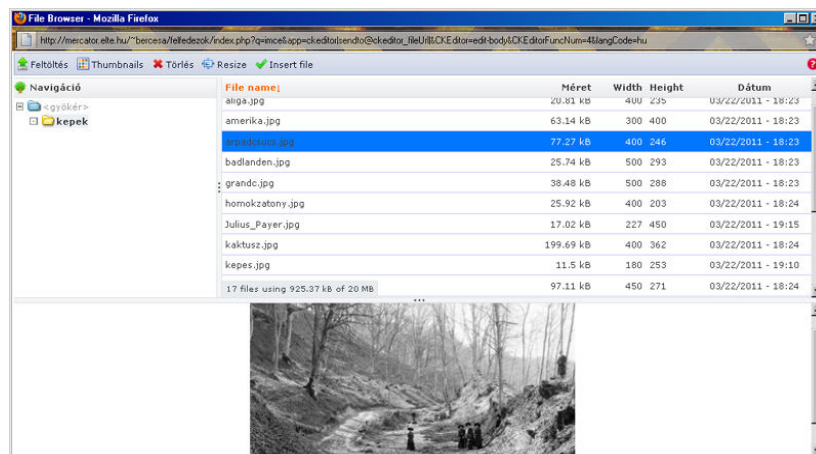 File Browser - Mozilla Firefox
http://mercator.elte.hu/~bercesa/felfedezok/index.php?q=imce&app=ckeditor|sendto@ckeditor_fileUrl&CKEditor=edit-body&CKEditorFuncNum=4&langCode=hu
Feltöltés Thumbnails Törlés Resize Insert file
Navigáció File name↓ Méret Width Height Dátum
<gyökér> aliga.jpg 20.81 kB 400 235 03/22/2011 - 18:23
kepek amerika.jpg 63.14 kB 300 400 03/22/2011 - 18:23
77.27 kB 400 246 03/22/2011 - 18:23
badlanden.jpg 25.74 kB 500 293 03/22/2011 - 18:23
grandc.jpg 38.48 kB 500 288 03/22/2011 - 18:23
homokzatony.jpg 25.92 kB 400 203 03/22/2011 - 18:24
Julius_Payer.jpg 17.02 kB 227 450 03/22/2011 - 19:15
kaktusz.jpg 199.69 kB 400 362 03/22/2011 - 18:24
kepes.jpg 11.5 kB 180 253 03/22/2011 - 19:10
17 files using 925.37 kB of 20 MB 97.11 kB 450 271 03/22/2011 - 18:24